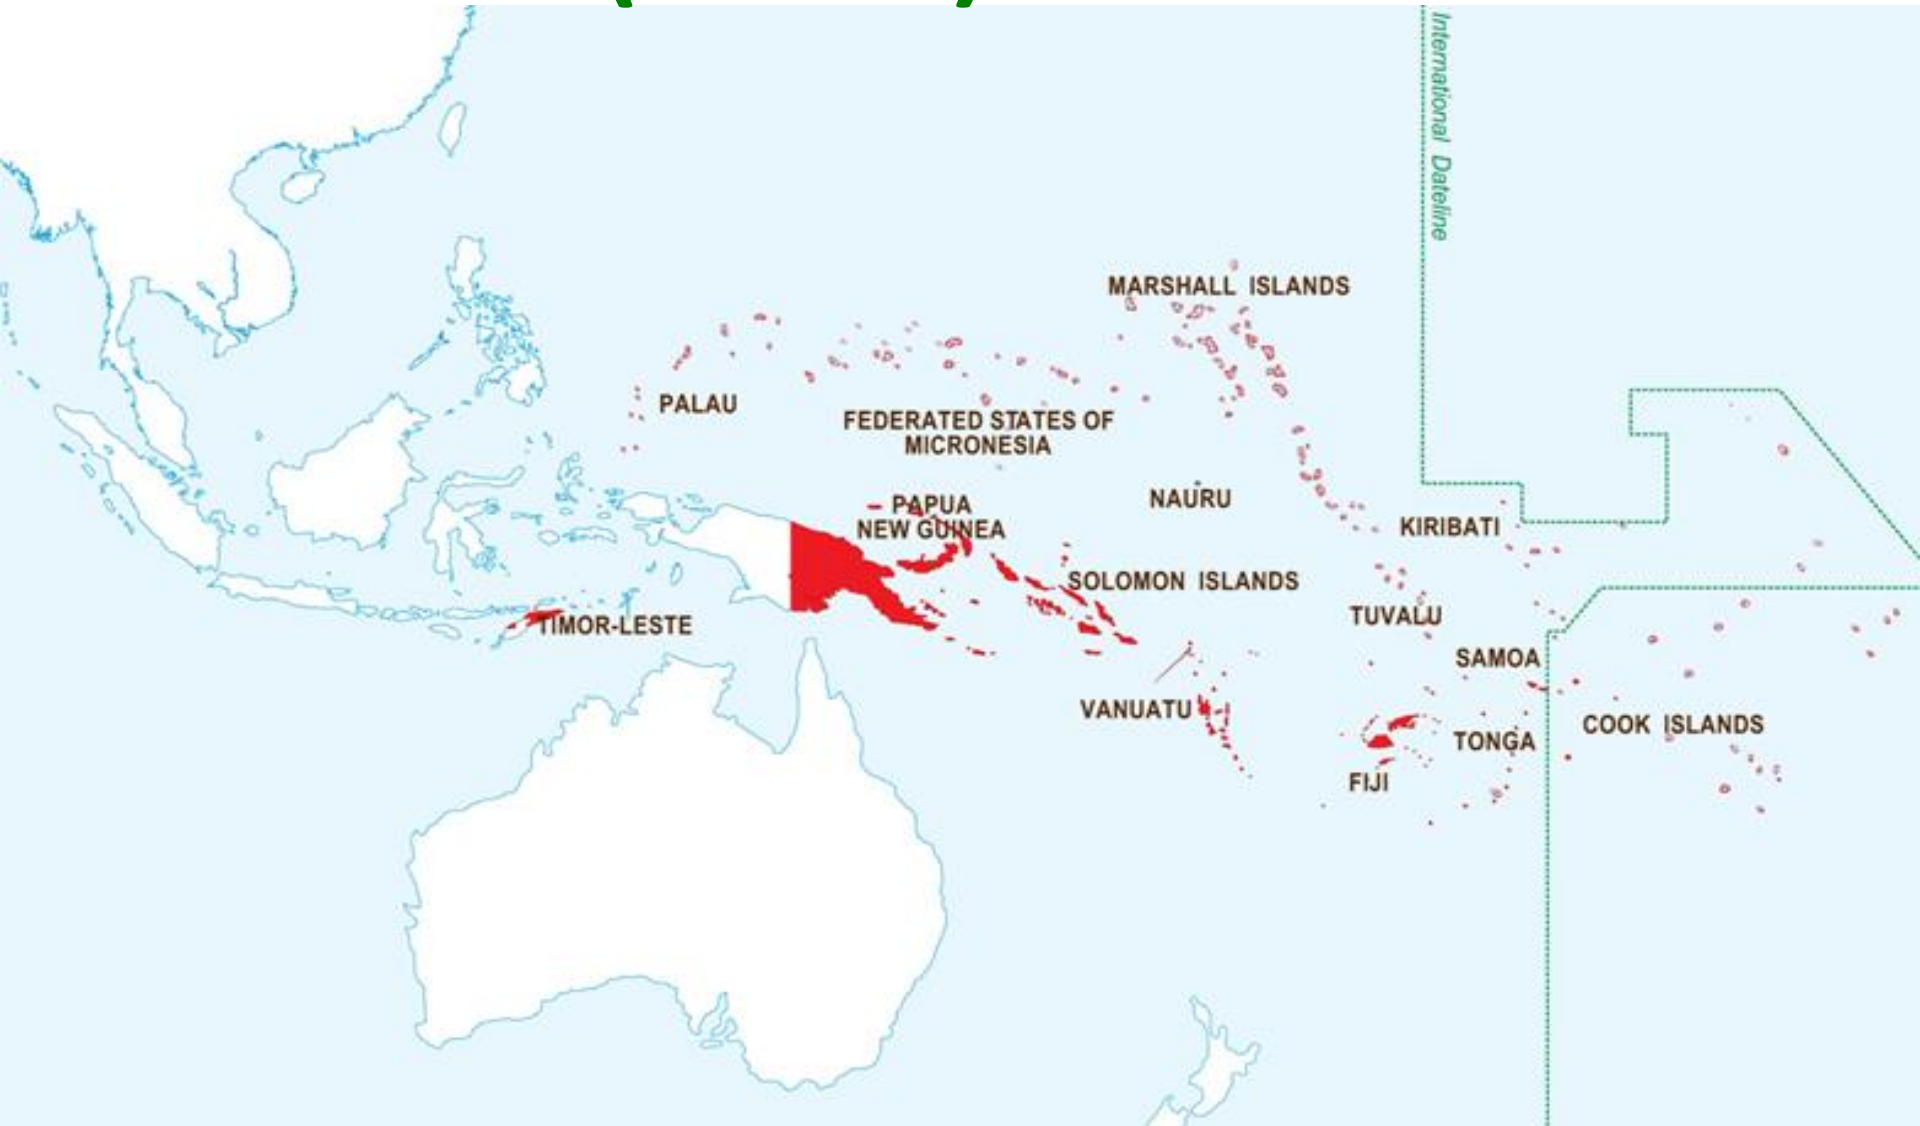 International Dateline
MARSHALL ISLANDS
PALAU
FEDERATED STATES OF
MICRONESIA
NAURU
PAPUA
NEW GUINEA
KIRIBATI
SOLOMON ISLANDS
TUVALU
TIMOR-LESTE
SAMOA
VANUATU
COOK ISLANDS
TONGA
FIJI